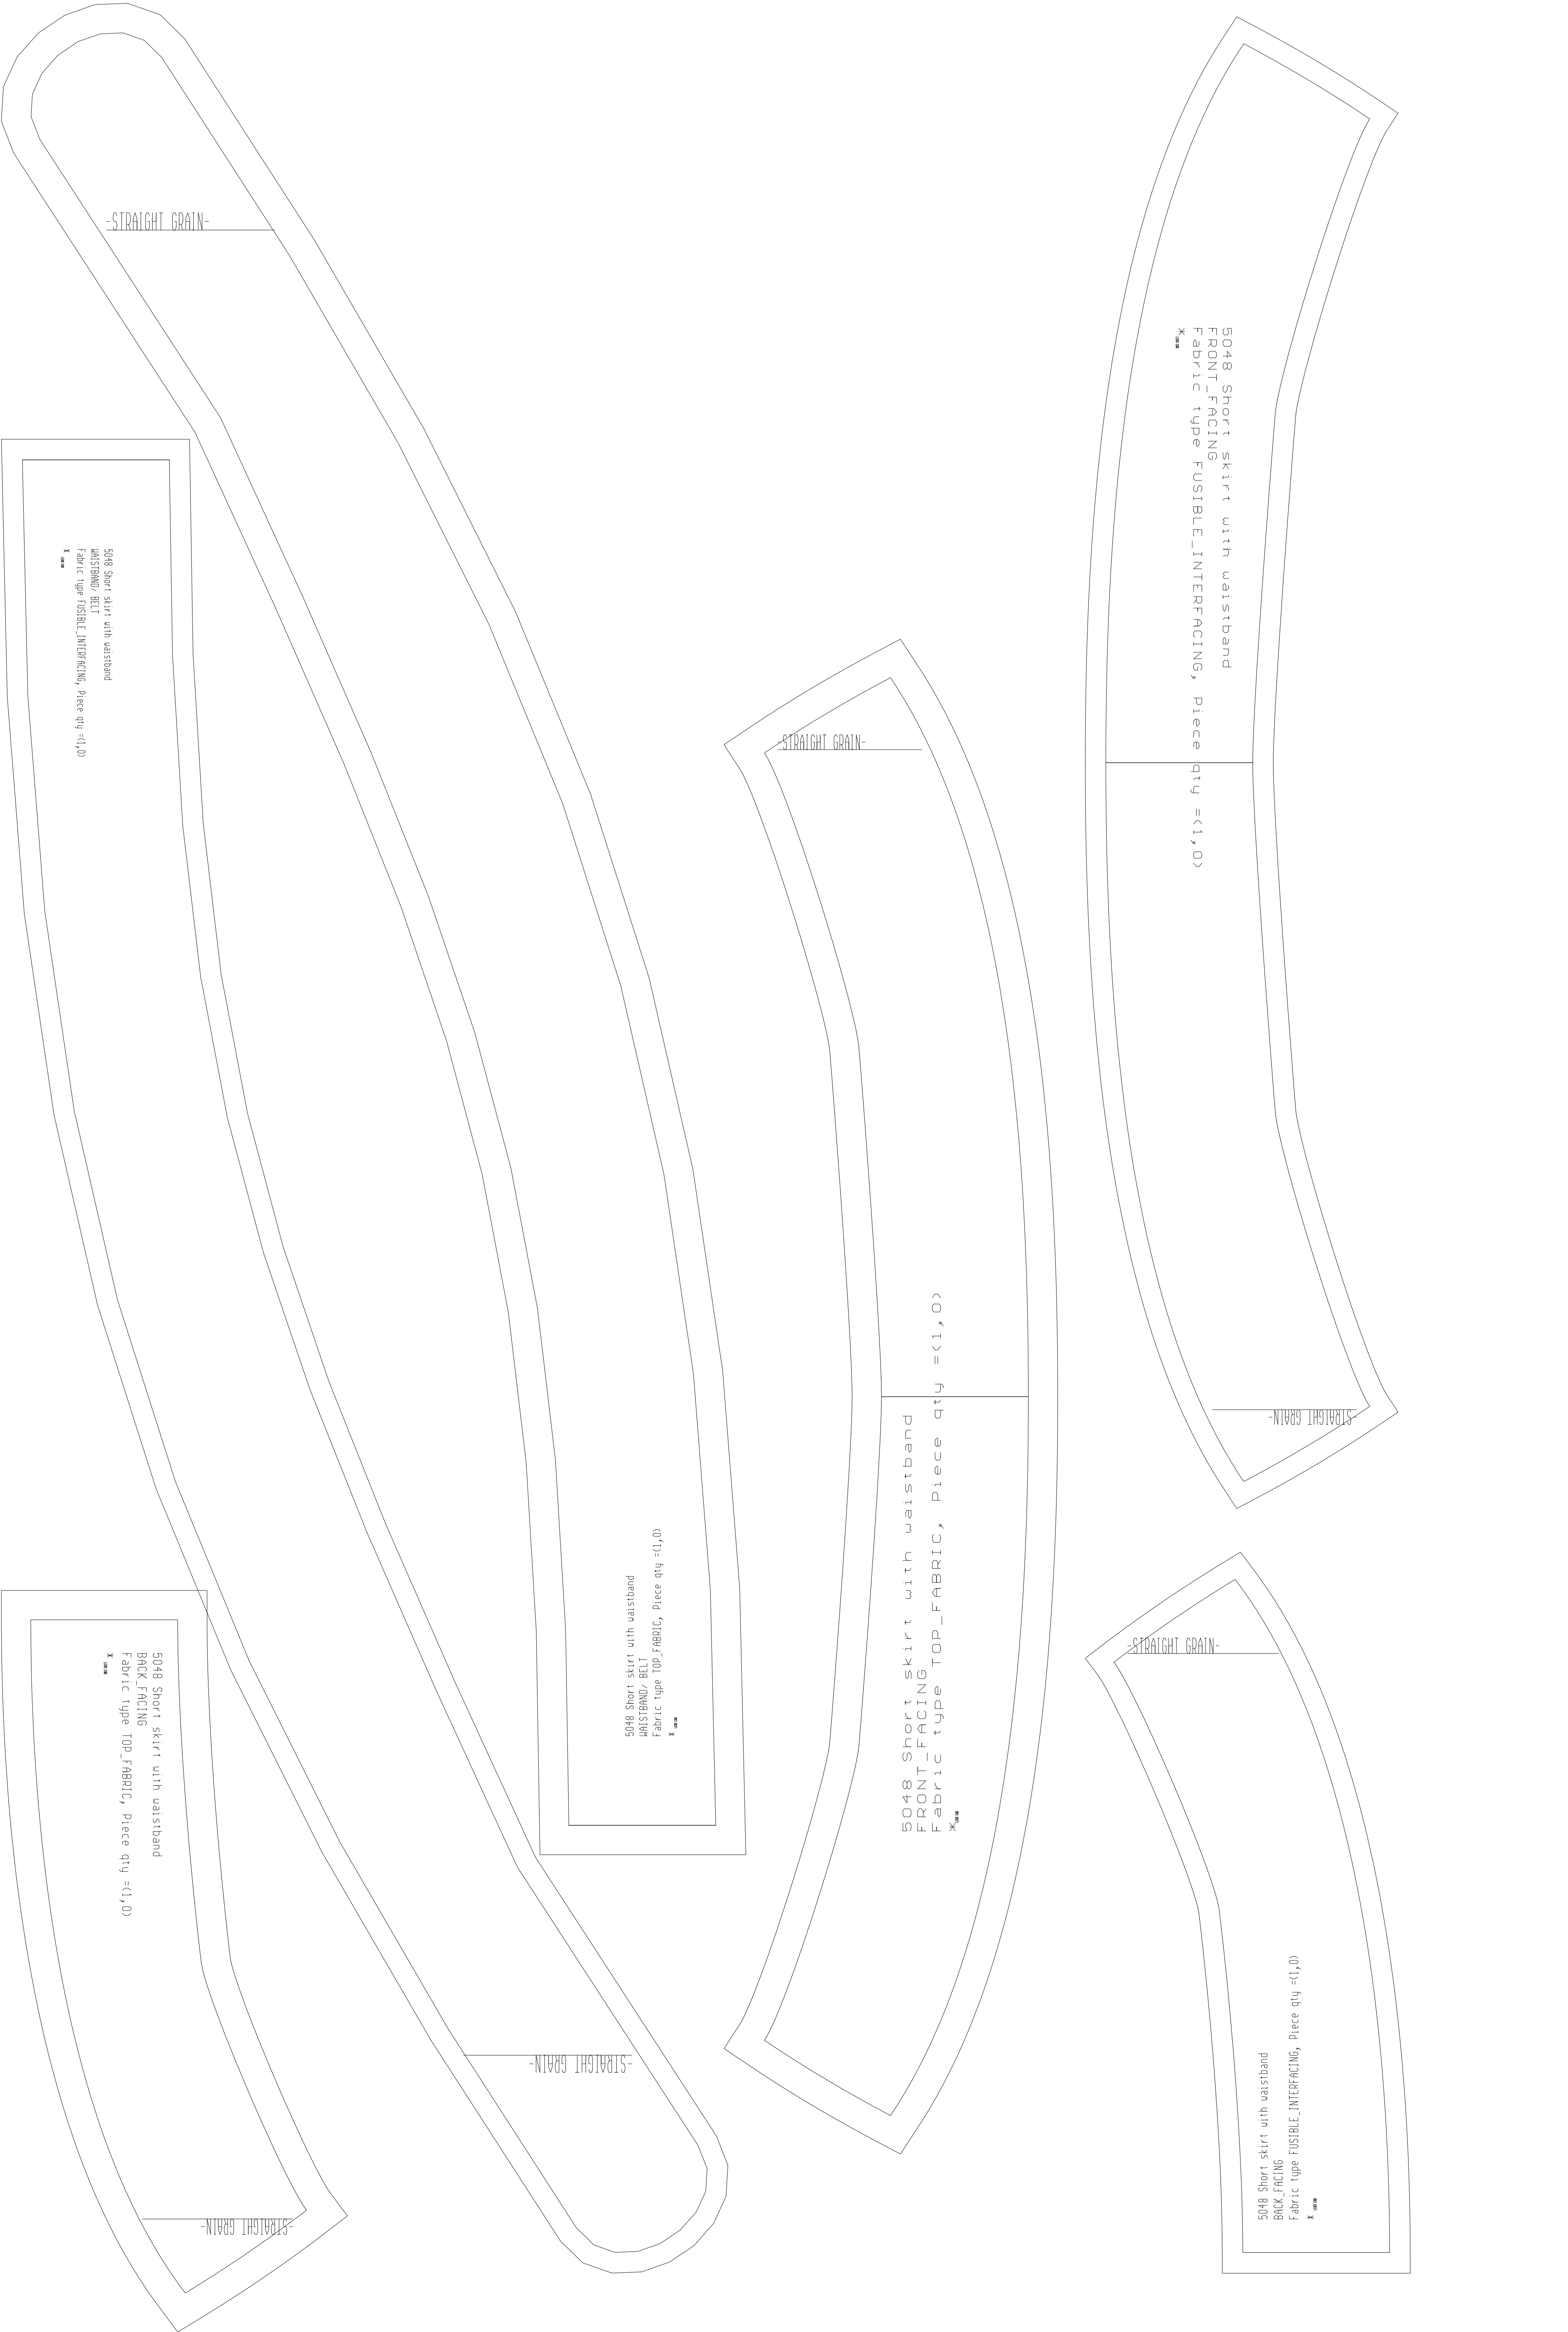 -STRAIGHT GRAIN-
5048 Short skirt with waistband
FRONT_FACING
Fabric type FUSIBLE_INTERFACING, Piece qty =(1,0)
-STRAIGHT GRAIN-
5048 Short skirt with waistband
WAISTBAND/ BELT
Fabric type FUSIBLE_INTERFACING, Piece qty =(1,0)
-STRAIGHT GRAIN-
-STRAIGHT GRAIN-
5048 Short skirt with waistband
FRONT_FACING
Fabric type TOP_FABRIC, Piece qty =(1,0)
5048 Short skirt with waistband
WAISTBAND/ BELT
Fabric type TOP_FABRIC, Piece qty =(1,0)
5048 Short skirt with waistband
BACK_FACING
Fabric type TOP_FABRIC, Piece qty =(1,0)
-STRAIGHT GRAIN-
5048 Short skirt with waistband
BACK_FACING
Fabric type FUSIBLE_INTERFACING, Piece qty =(1,0)
-STRAIGHT GRAIN-
-STRAIGHT GRAIN-